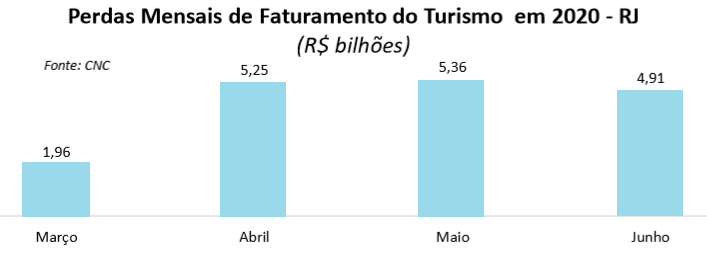 Perdas Mensais de Faturamento do Turismo em 2020 - RJ
(R$ bilhões)
Fonte: CNC
1,96
5,25
5,36
4,91
Março
Abril
Maio
Junho